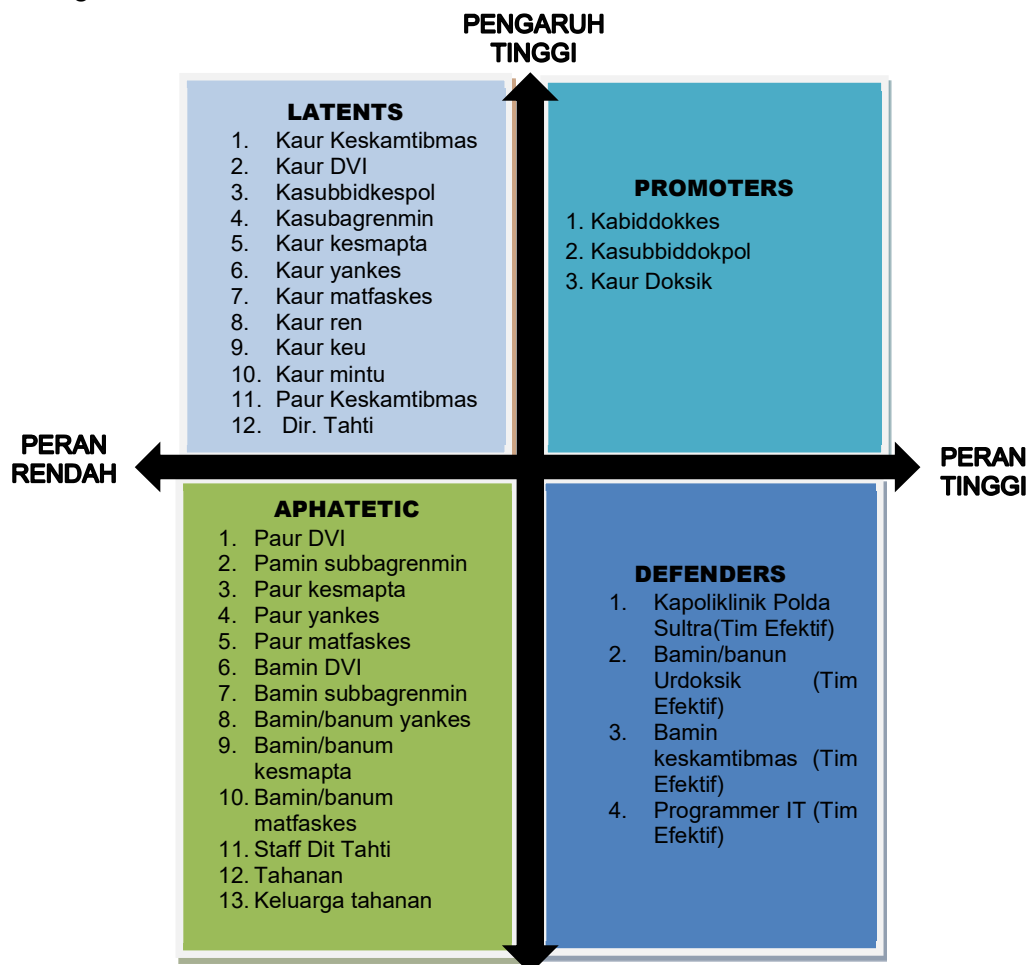 PENGARUH
TINGGI
LATENTS
1. Kaur Keskamtibmas
2. Kaur DVI
3. Kasubbidkespol
4. Kasubagrenmin
5. Kaur kesmapta
6. Kaur yankes
7. Kaur matfaskes
8. Kaur ren
9. Kaur keu
10. Kaur mintu
11. Paur Keskamtibmas
12. Dir. Tahti
PROMOTERS
1. Kabiddokkes
2. Kasubbiddokpol
3. Kaur Doksik
PERAN
RENDAH
PERAN
TINGGI
APHATETIC
1. Paur DVI
2. Pamin subbagrenmin
3. Paur kesmapta
4. Paur yankes
5. Paur matfaskes
6. Bamin DVI
7. Bamin subbagrenmin
8. Bamin/banum yankes
9. Bamin/banum
kesmapta
10. Bamin/banum
matfaskes
11. Staff Dit Tahti
12. Tahanan
13. Keluarga tahanan
DEFENDERS
1. Kapoliklinik Polda
Sultra(Tim Efektif)
2. Bamin/banun
Urdoksik (Tim
Efektif)
3. Bamin
keskamtibmas (Tim
Efektif)
4. Programmer IT (Tim
Efektif)